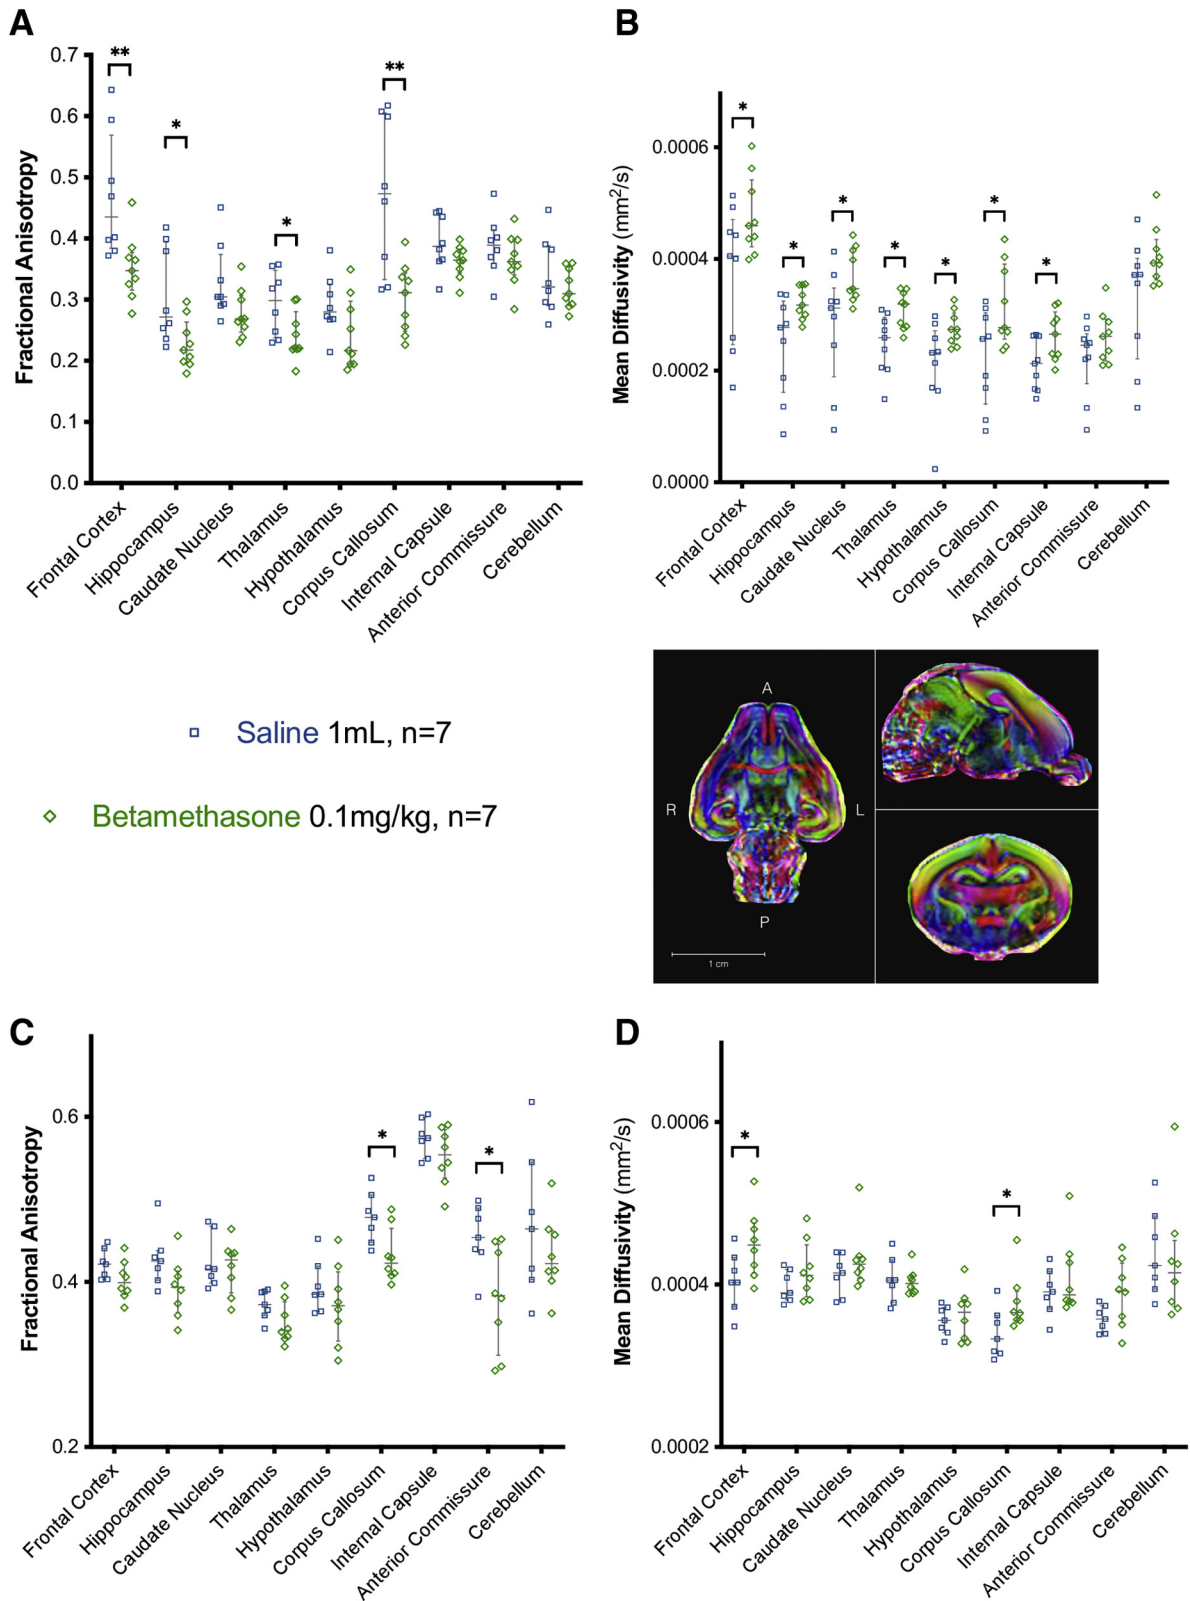 A
Fractional Anisotropy
0.7
0.6
0.5
0.4
0.3
0.2
0.1
0.0
**
*
*
**
Frontal Cortex
Hippocampus
Caudate Nucleus
Thalamus
Hypothalamus
Corpus Callosum
Internal Capsule
Anterior Commissure
Cerebellum
B
Mean Diffusivity (mm²/s)
0.0006
0.0004
0.0002
0.0000
*
*
*
*
*
*
*
Frontal Cortex
Hippocampus
Caudate Nucleus
Thalamus
Hypothalamus
Corpus Callosum
Internal Capsule
Anterior Commissure
Cerebellum
Saline 1mL, n=7
Betamethasone 0.1mg/kg, n=7
A
R
L
P
1 cm
C
Fractional Anisotropy
0.6
0.4
0.2
*
*
Frontal Cortex
Hippocampus
Caudate Nucleus
Thalamus
Hypothalamus
Corpus Callosum
Internal Capsule
Anterior Commissure
Cerebellum
D
Mean Diffusivity (mm²/s)
0.0006
0.0004
0.0002
*
*
Frontal Cortex
Hippocampus
Caudate Nucleus
Thalamus
Hypothalamus
Corpus Callosum
Internal Capsule
Anterior Commissure
Cerebellum